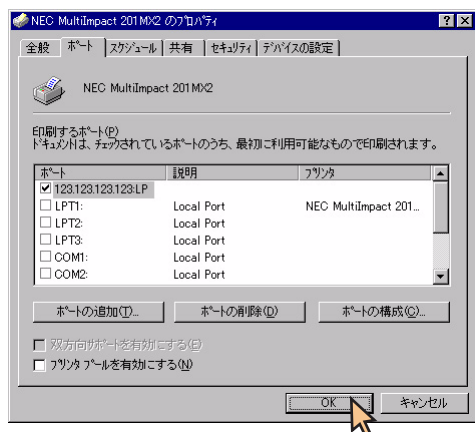 NEC MultiImpact 201MX2 のプロパティ
全般 ポート スケジュール 共有 セキュリティ デバイスの設定
NEC MultiImpact 201MX2
印刷するポート(P)
ドキュメントは、チェックされているポートのうち、最初に利用可能なもので印刷されます。
ポート 説明 プリンタ
123.123.123.123:LP
LPT1: Local Port NEC MultiImpact 201...
LPT2: Local Port
LPT3: Local Port
COM1: Local Port
COM2: Local Port
ポートの追加(T)... ポートの削除(D) ポートの構成(C)...
双方向サポートを有効にする(E)
プリンタ プールを有効にする(N)
OK キャンセル